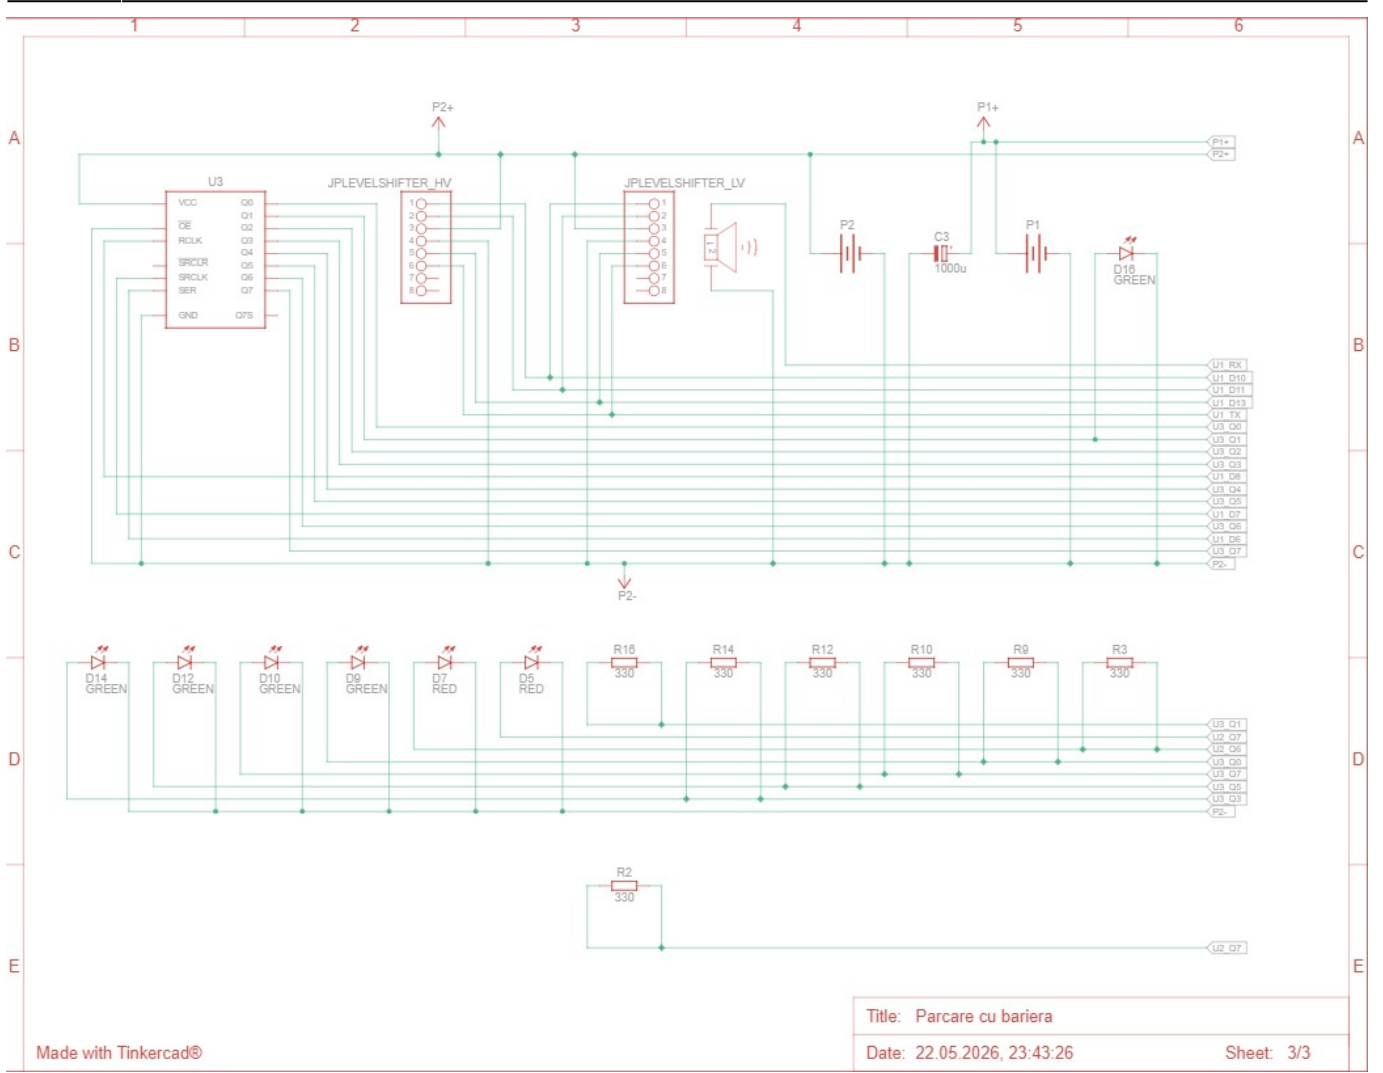 1 2 3 4 5 6
P2+ P1+
A A
P1+
P2+
U3 JPLEVELSHIFTER_HV JPLEVELSHIFTER_LV
VCC Q0
Q1
OE Q2
RCLK Q3
Q4
SRCLR Q5
SRCLK Q6
SER Q7
GND Q7S
1
2
3
4
5
6
7
8
1
2
3
4
5
6
7
8
1
2
P2
C3
1000u
P1
D16
GREEN
B B
U1_RX
U1_D10
U1_D11
U1_D13
U1_TX
U3_Q0
U3_Q1
U3_Q2
U3_Q3
U1_D8
U3_Q4
U3_Q5
U1_D7
U3_Q6
U1_D6
U3_Q7
P2-
C C
P2-
R16 R14 R12 R10 R9 R3
330 330 330 330 330 330
D14 D12 D10 D9 D7 D5
GREEN GREEN GREEN GREEN RED RED
U3_Q1
U2_Q7
U2_Q6
U3_Q0
U3_Q7
U3_Q5
U3_Q3
P2-
D D
R2
330
U2_Q7
E E
Title: Parcare cu bariera
Made with Tinkercad® Date: 22.05.2026, 23:43:26 Sheet: 3/3